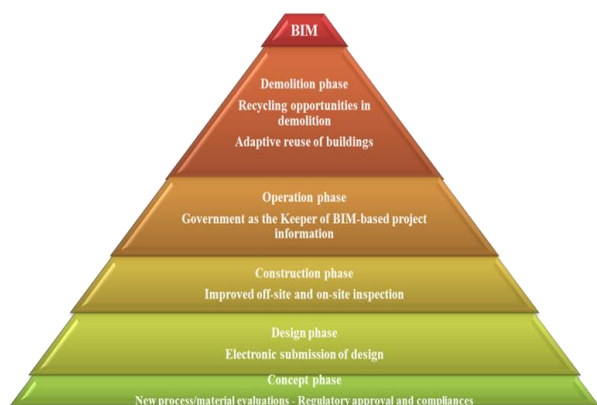 BIM
Demolition phase
Recycling opportunities in
demolition
Adaptive reuse of buildings
Operation phase
Government as the Keeper of BIM-based project
information
Construction phase
Improved off-site and on-site inspection
Design phase
Electronic submission of design
Concept phase
New process/material evaluations - Regulatory approval and compliances